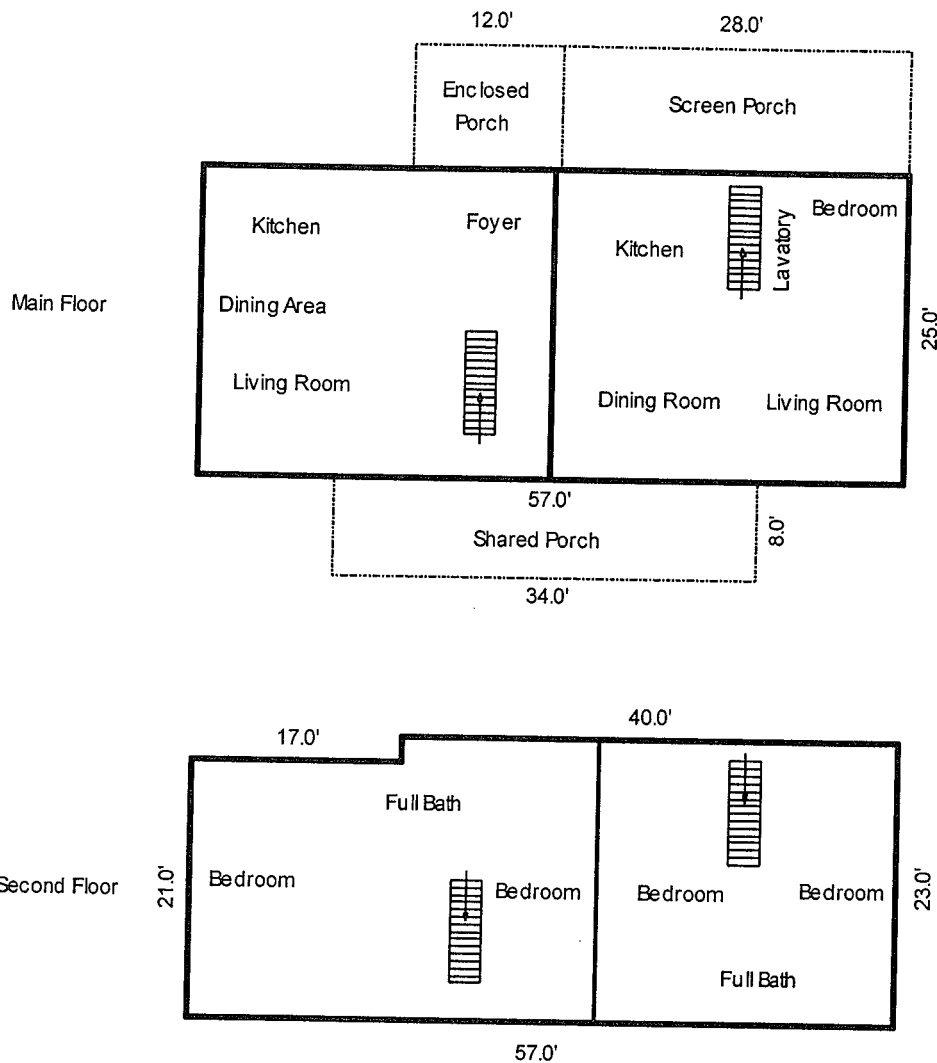 12.0'
28.0'
Enclosed
Porch
Screen Porch
Kitchen
Foyer
Kitchen
Lavatory
Bedroom
Main Floor
Dining Area
25.0'
Living Room
Dining Room
Living Room
57.0'
Shared Porch
8.0'
34.0'
40.0'
17.0'
Full Bath
Second Floor
21.0'
Bedroom
Bedroom
Bedroom
Bedroom
23.0'
Full Bath
57.0'